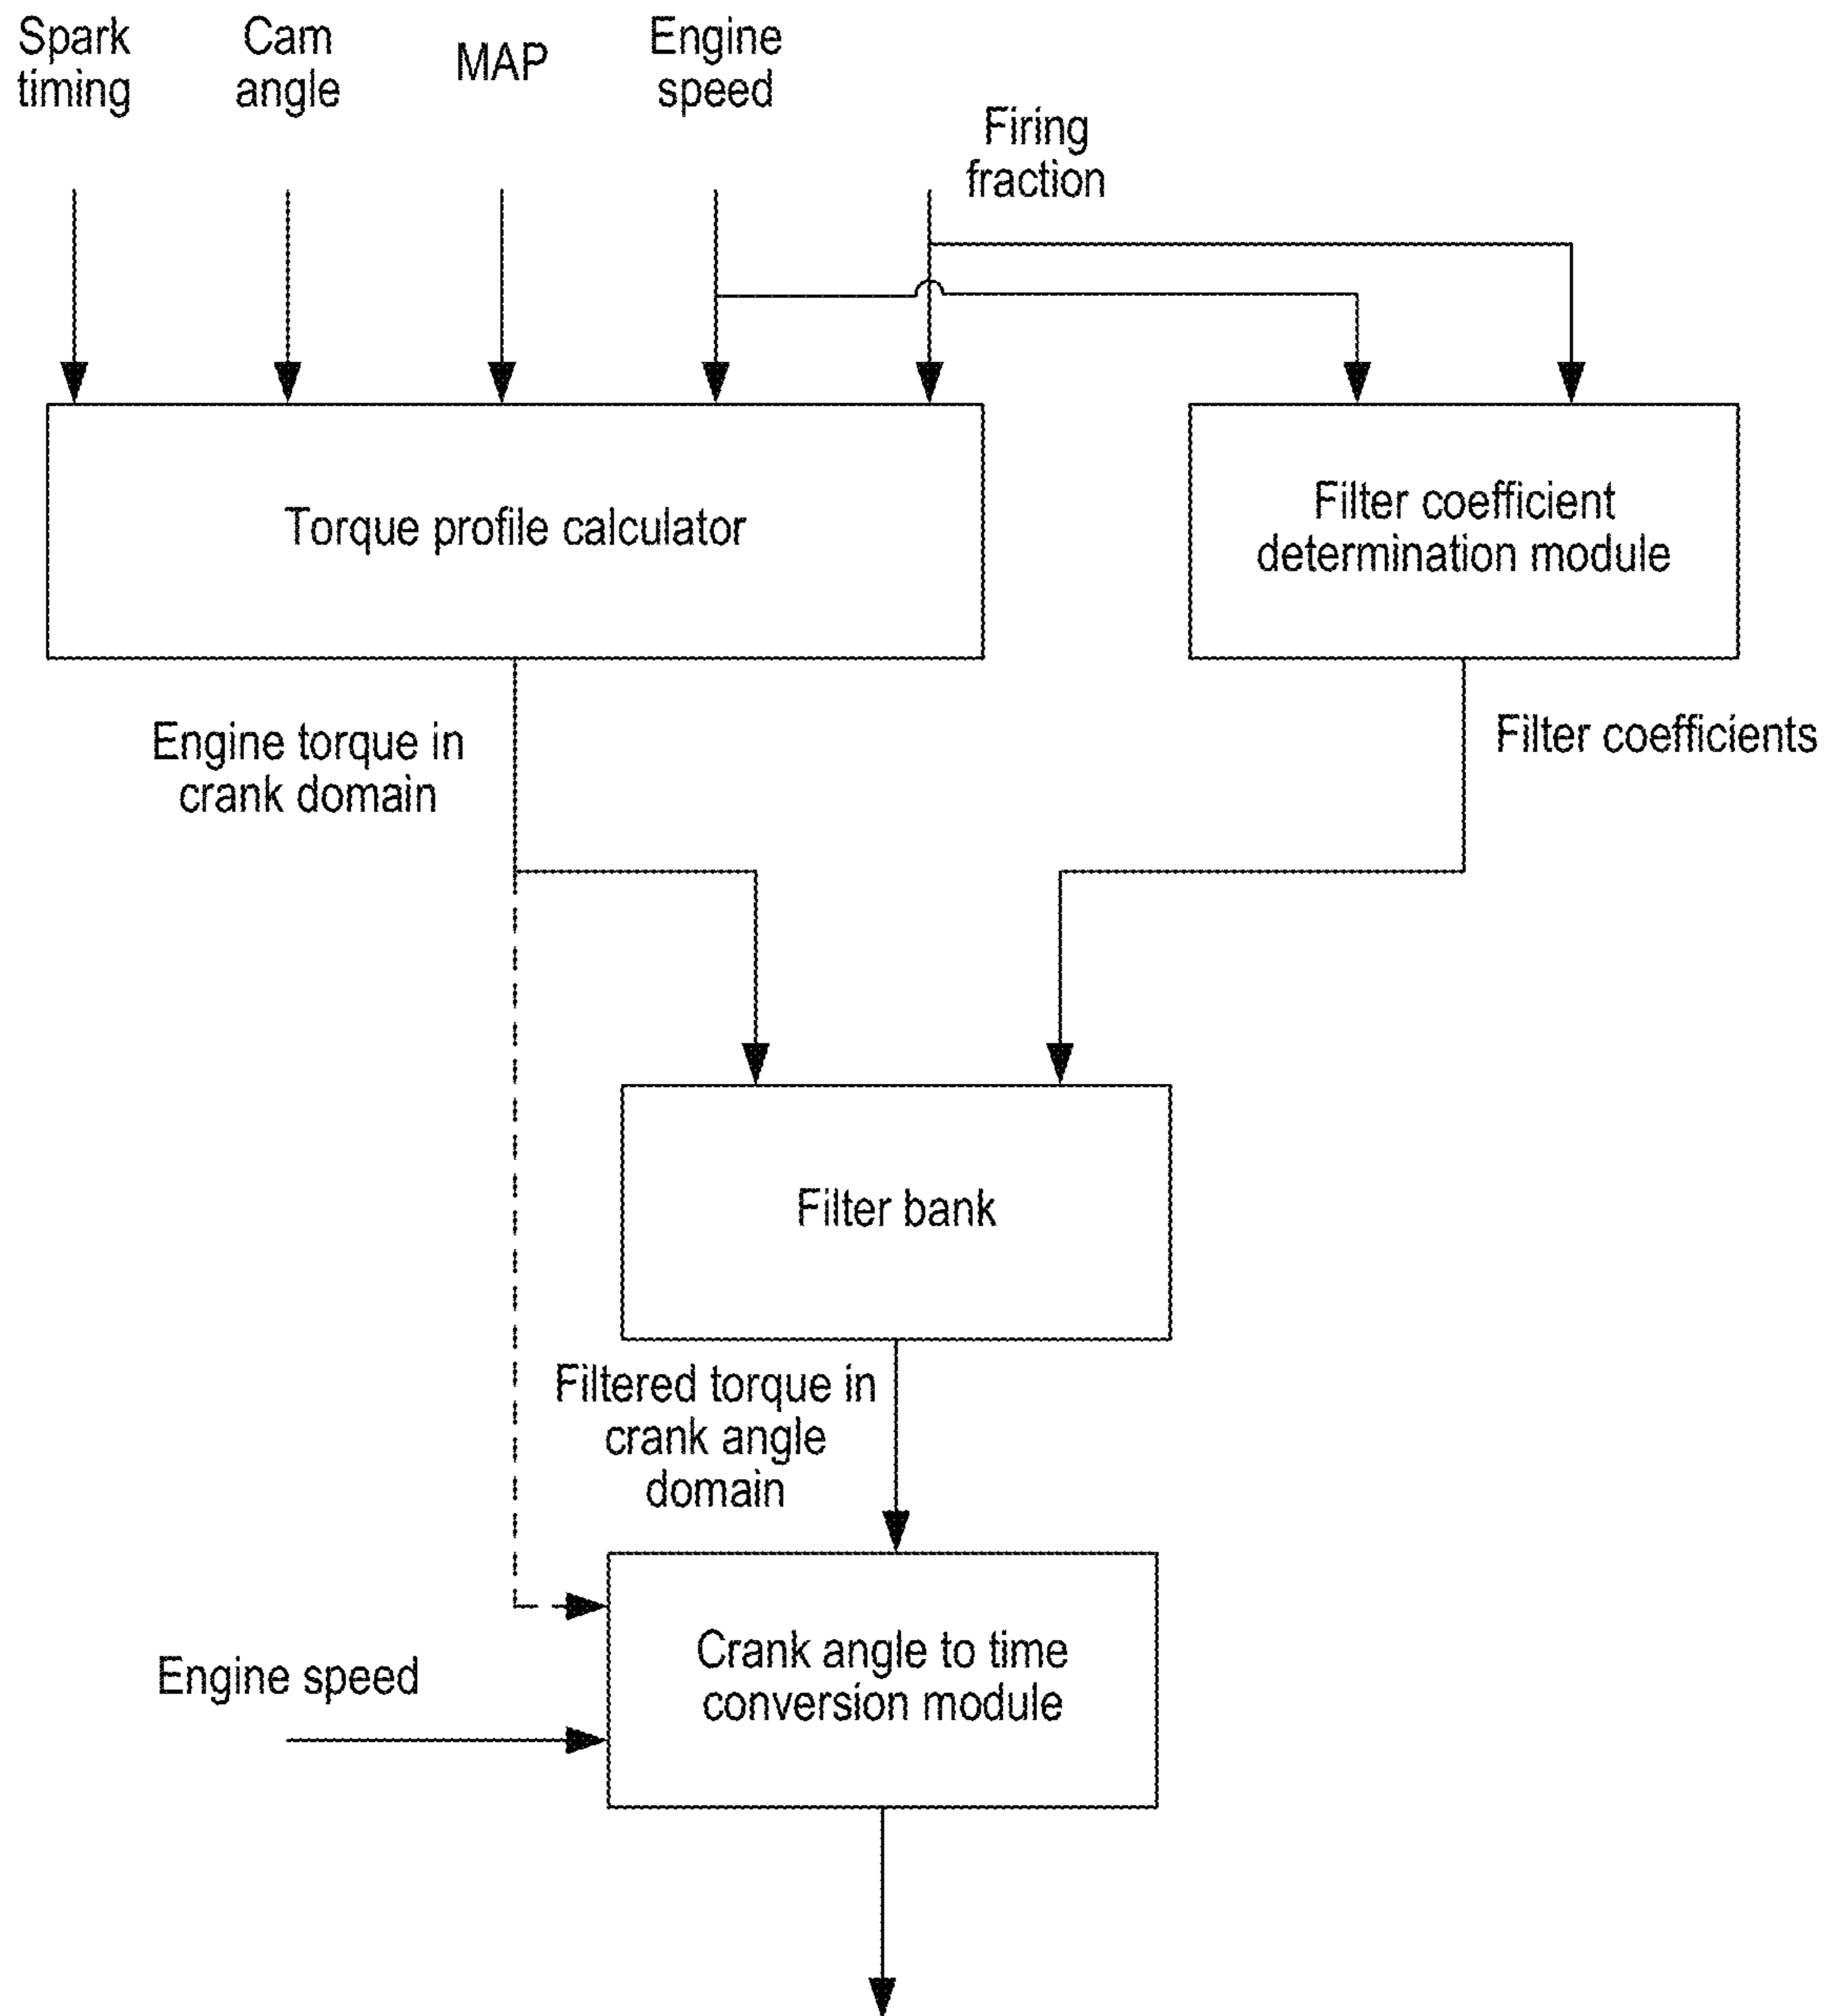 Spark
timing
Cam
angle
MAP
Engine
speed
Firing
fraction
Torque profile calculator
Filter coefficient
determination module
Engine torque in
crank domain
Filter coefficients
Filter bank
Filtered torque in
crank angle
domain
Crank angle to time
conversion module
Engine speed